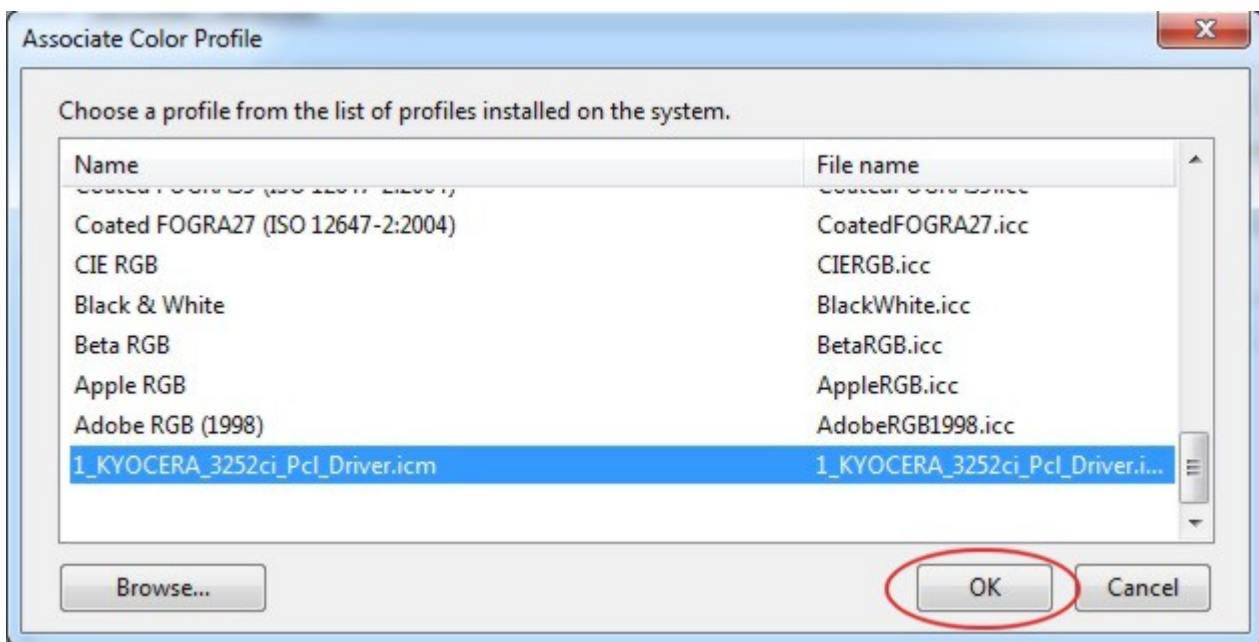 Associate Color Profile
Choose a profile from the list of profiles installed on the system.
Name File name
Coated FOGRA27 (ISO 12647-2:2004) CoatedFOGRA27.icc
CIE RGB CIERGB.icc
Black & White BlackWhite.icc
Beta RGB BetaRGB.icc
Apple RGB AppleRGB.icc
Adobe RGB (1998) AdobeRGB1998.icc
1_KYOCERA_3252ci_Pcl_Driver.icm 1_KYOCERA_3252ci_Pcl_Driver.i...
Browse... OK Cancel